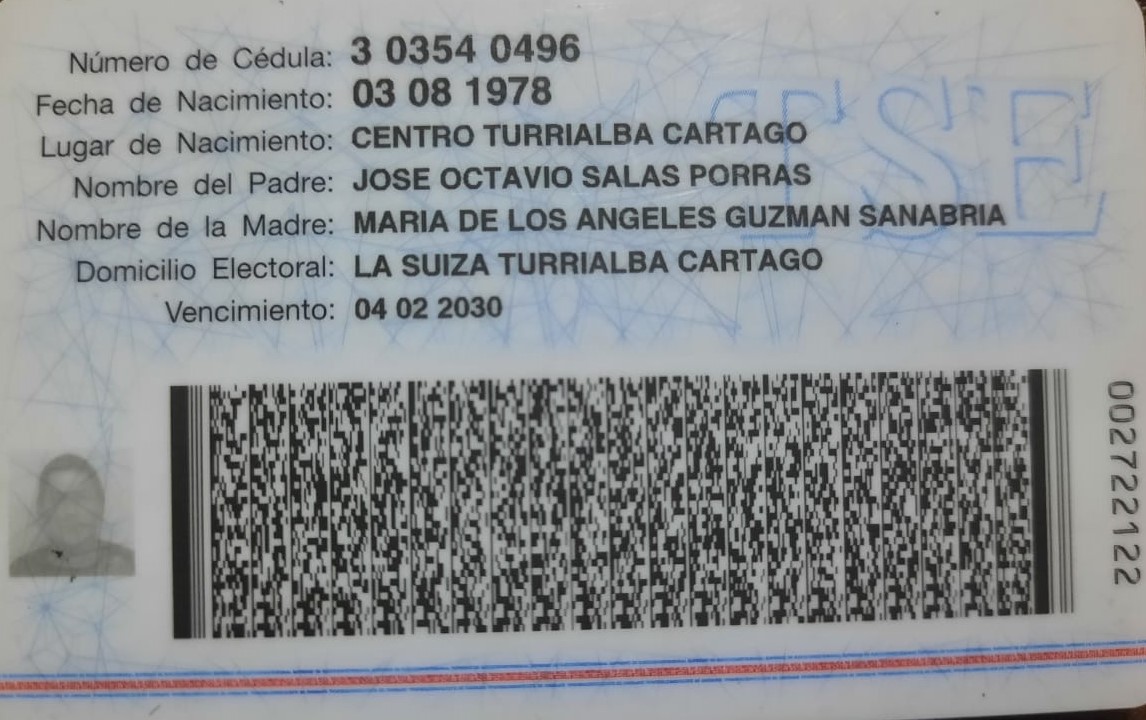 Número de Cédula: 3 0354 0496
Fecha de Nacimiento: 03 08 1978
Lugar de Nacimiento: CENTRO TURRIALBA CARTAGO
Nombre del Padre: JOSE OCTAVIO SALAS PORRAS
Nombre de la Madre: MARIA DE LOS ANGELES GUZMAN SANABRIA
Domicilio Electoral: LA SUIZA TURRIALBA CARTAGO
Vencimiento: 04 02 2030
TSE
002722122